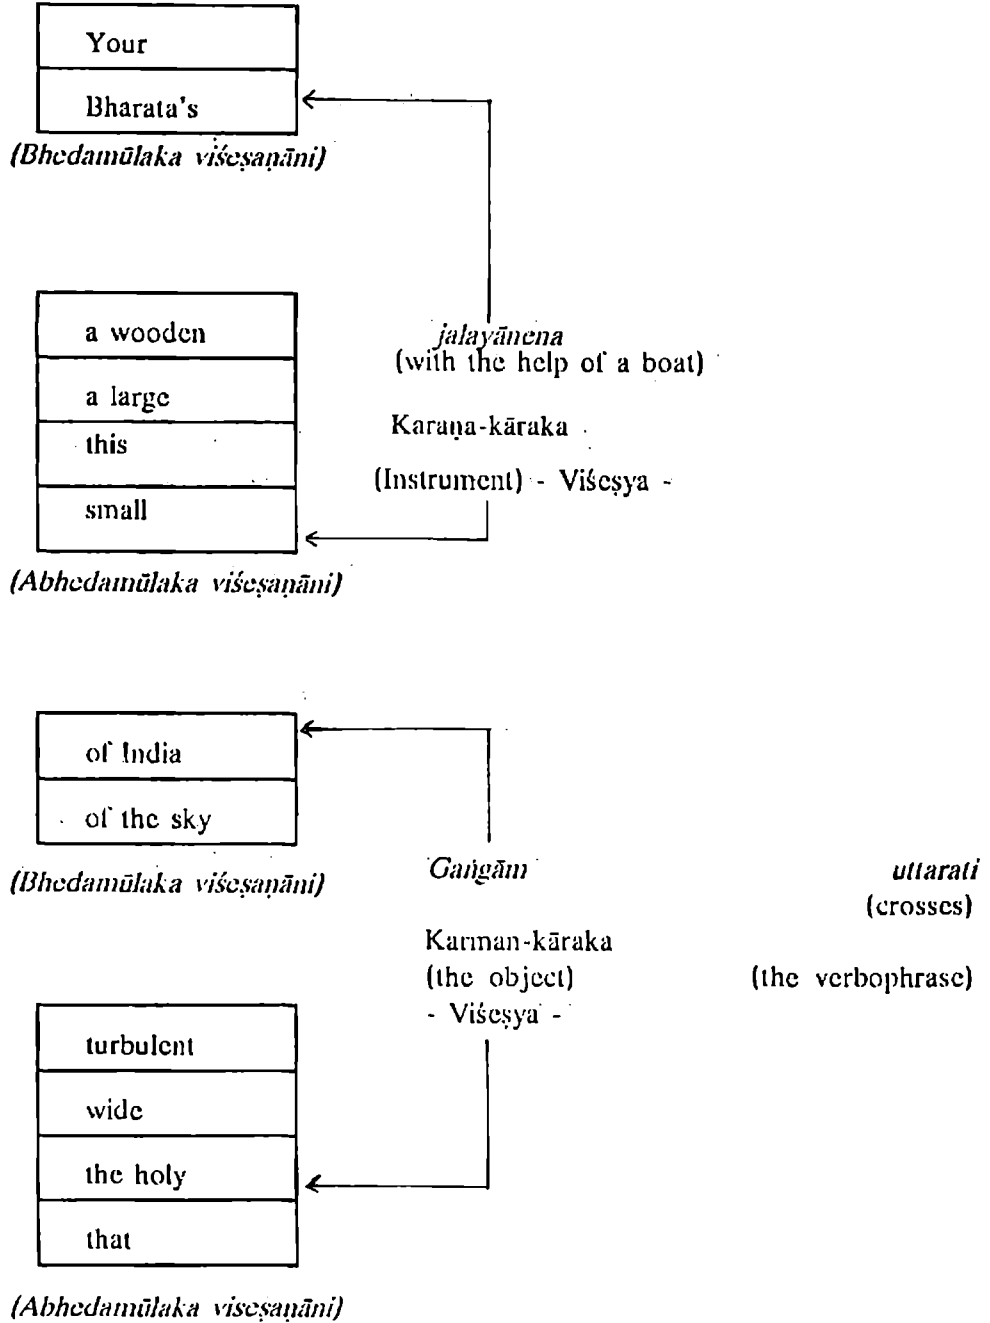 Your
Bharata's
(Bhedamūlaka viśeṣaṇāni)
a wooden
a large
this
small
(Abhedamūlaka viśeṣaṇāni)
jalayānena
(with the help of a boat)
Karaṇa-kāraka
(Instrument) - Viśeṣya -
of India
of the sky
(Bhedamūlaka viśeṣaṇāni)
Gaṅgām uttarati
(crosses)
Karman-kāraka
(the object) (the verbophrase)
- Viśeṣya -
turbulent
wide
the holy
that
(Abhedamūlaka viseṣaṇāni)